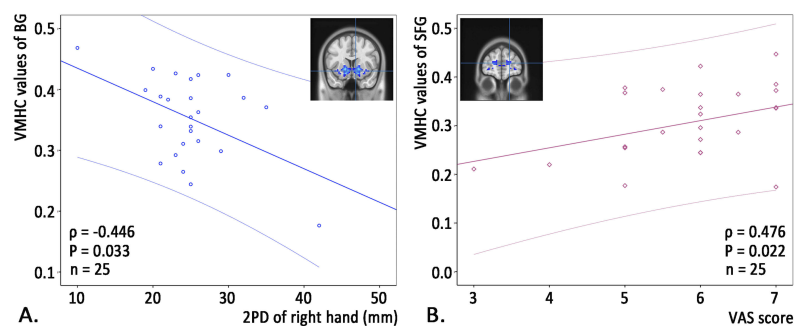 VMHC values of BG
0.5
0.4
0.3
0.2
0.1
ρ = -0.446
P = 0.033
n = 25
10 20 30 40 50
A.
2PD of right hand (mm)
VMHC values of SFG
0.5
0.4
0.3
0.2
0.1
0.0
ρ = 0.476
P = 0.022
n = 25
3 4 5 6 7
B.
VAS score